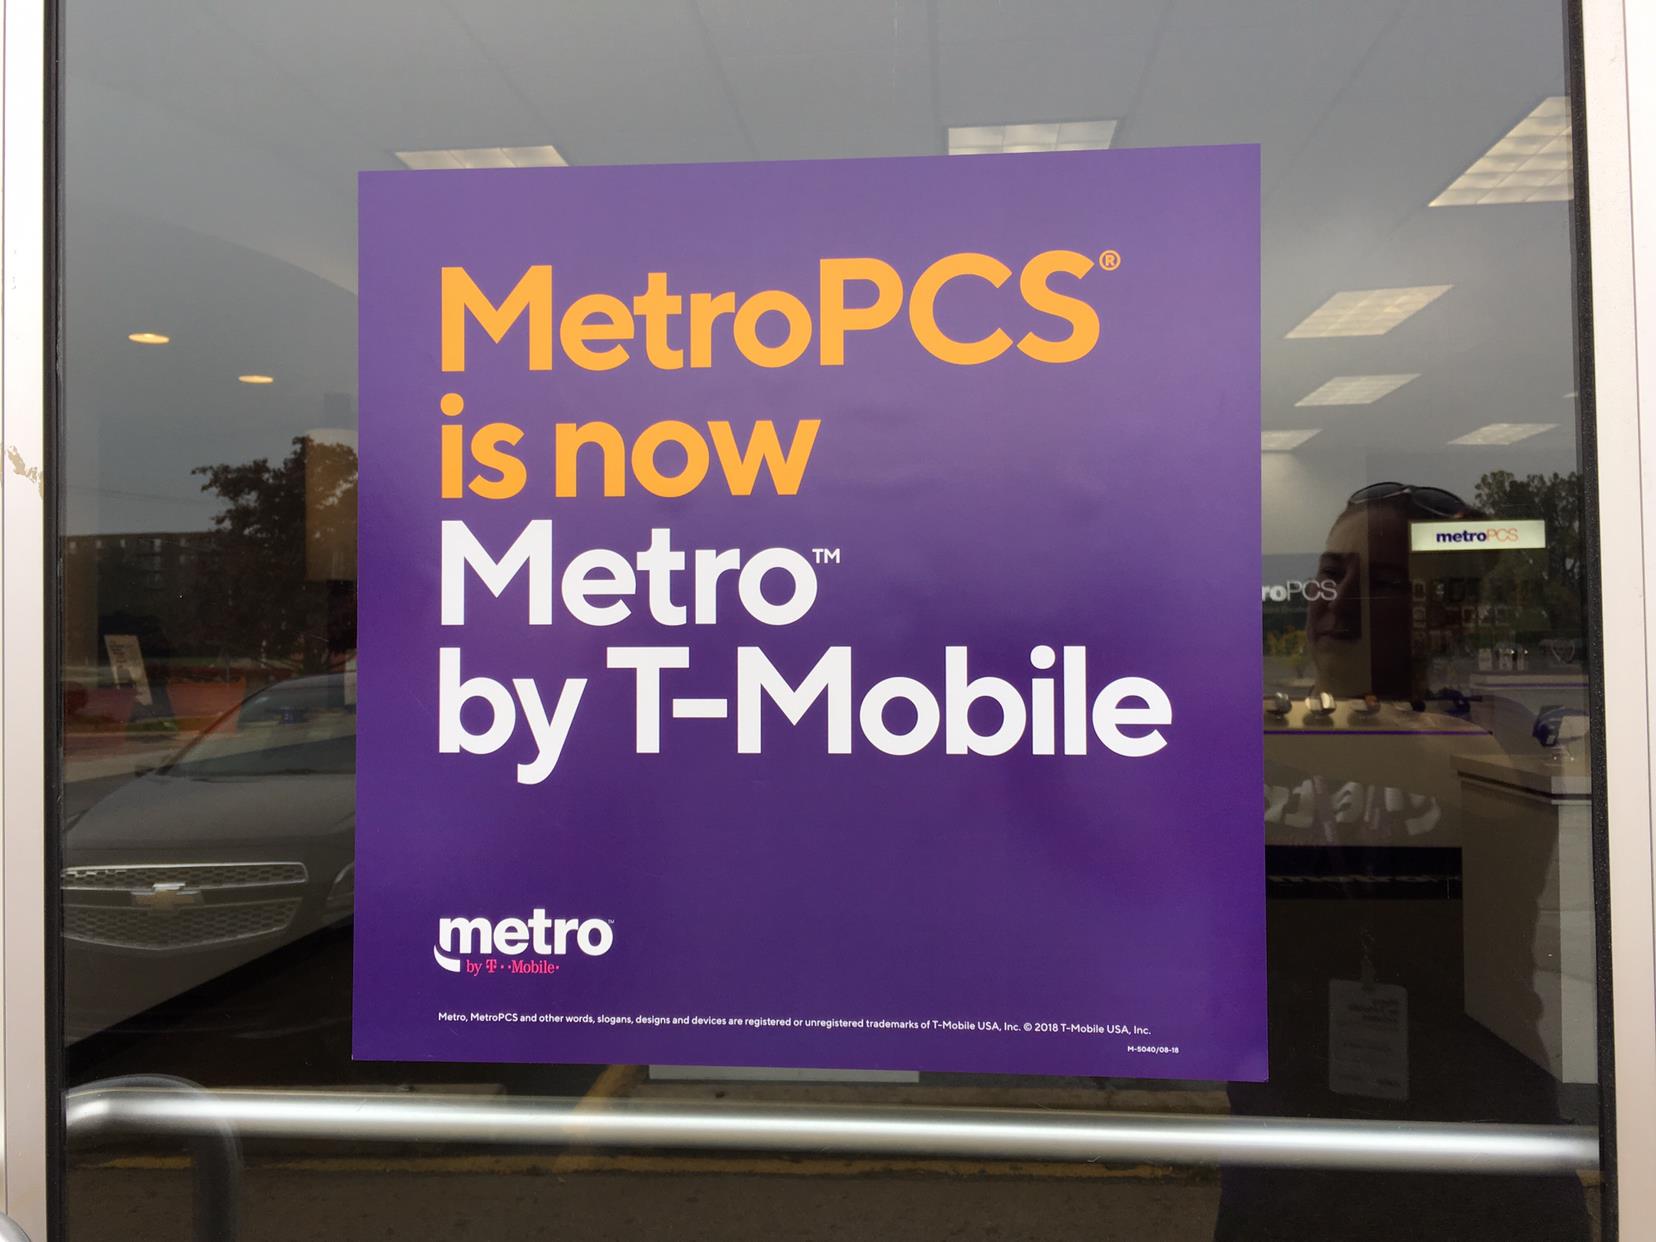 MetroPCS®
is now
Metro™
by T-Mobile
metroPCS
roPCS
metro™
by T··Mobile·
Metro, MetroPCS and other words, slogans, designs and devices are registered or unregistered trademarks of T-Mobile USA, Inc. © 2018 T-Mobile USA, Inc.
M-5040/08-18